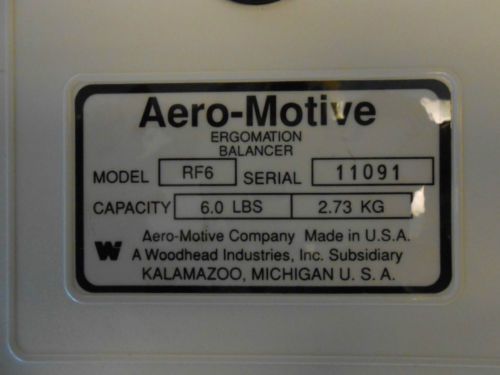 Aero-Motive
ERGOMATION
BALANCER
MODEL RF6 SERIAL 11091
CAPACITY 6.0 LBS 2.73 KG
Aero-Motive Company Made in U.S.A.
A Woodhead Industries, Inc. Subsidiary
KALAMAZOO, MICHIGAN U. S. A.